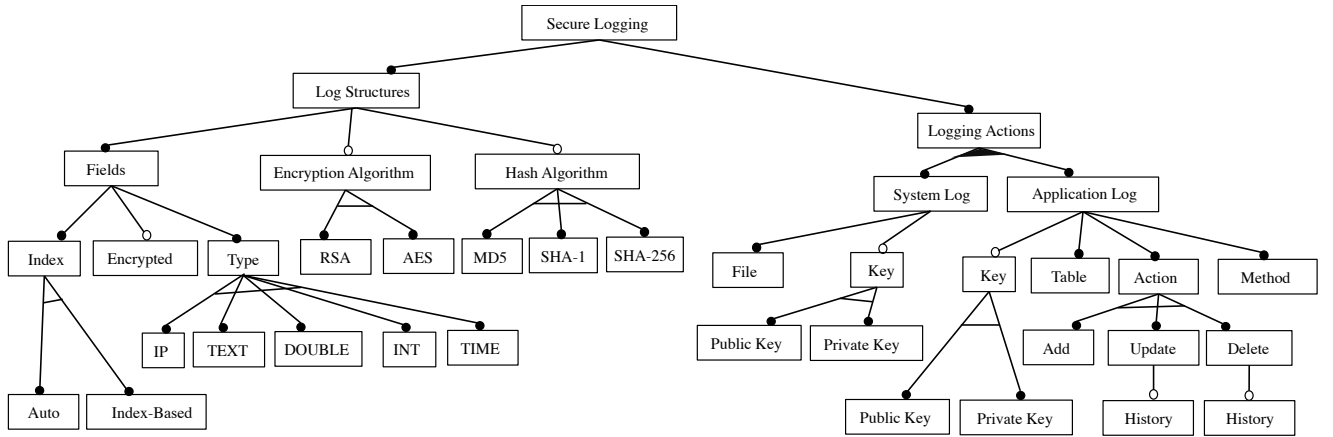 Secure Logging
Log Structures
Logging Actions
Fields
Encryption Algorithm
Hash Algorithm
System Log
Application Log
Index
Encrypted
Type
RSA
AES
MD5
SHA-1
SHA-256
File
Key
Key
Table
Action
Method
IP
TEXT
DOUBLE
INT
TIME
Public Key
Private Key
Add
Update
Delete
Auto
Index-Based
Public Key
Private Key
History
History